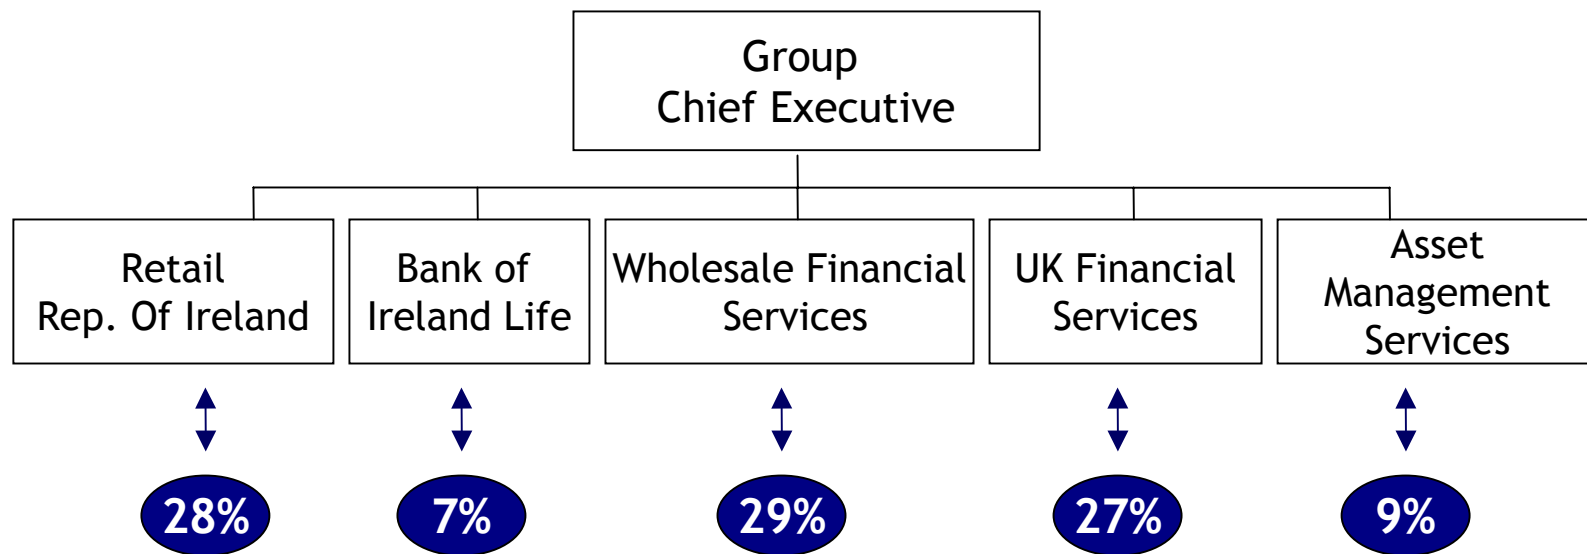 Group
Chief Executive
Retail
Rep. Of Ireland
Bank of
Ireland Life
Wholesale Financial
Services
UK Financial
Services
Asset
Management
Services
28%
7%
29%
27%
9%